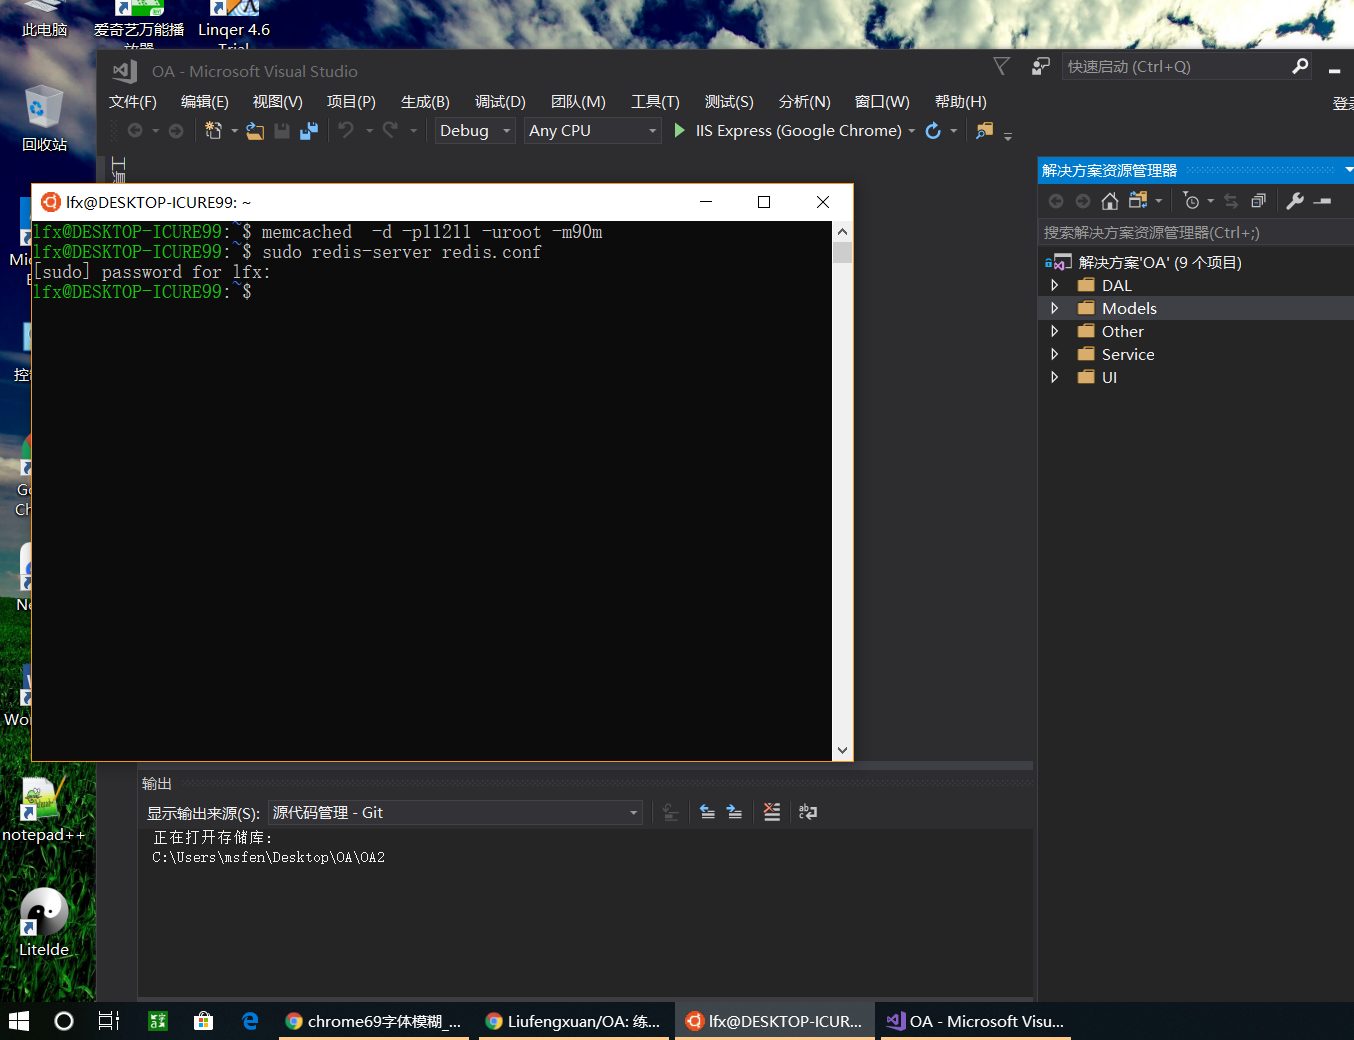 此电脑
爱奇艺万能播
放器
Linqer 4.6
Trial
回收站
控
notepad++
LiteIde
OA - Microsoft Visual Studio
快速启动 (Ctrl+Q)
文件(F) 编辑(E) 视图(V) 项目(P) 生成(B) 调试(D) 团队(M) 工具(T) 测试(S) 分析(N) 窗口(W) 帮助(H)
登录
Debug Any CPU IIS Express (Google Chrome)
解决方案资源管理器
搜索解决方案资源管理器(Ctrl+;)
解决方案'OA' (9 个项目)
DAL
Models
Other
Service
UI
lfx@DESKTOP-ICURE99: ~
lfx@DESKTOP-ICURE99:~$ memcached  -d -p11211 -uroot -m90m
lfx@DESKTOP-ICURE99:~$ sudo redis-server redis.conf
[sudo] password for lfx:
lfx@DESKTOP-ICURE99:~$
输出
显示输出来源(S): 源代码管理 - Git
正在打开存储库:
C:\Users\msfen\Desktop\OA\OA2
chrome69字体模糊_...
Liufengxuan/OA: 练...
lfx@DESKTOP-ICUR...
OA - Microsoft Visu...